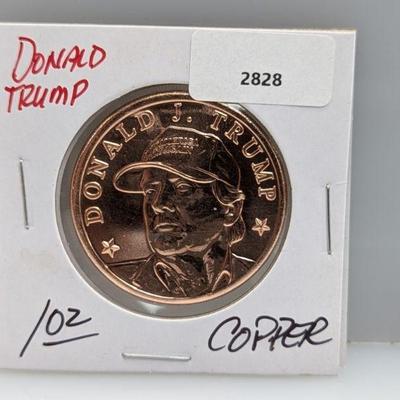 DONALD
TRUMP
2828
DONALD J. TRUMP
1oz
COPPER